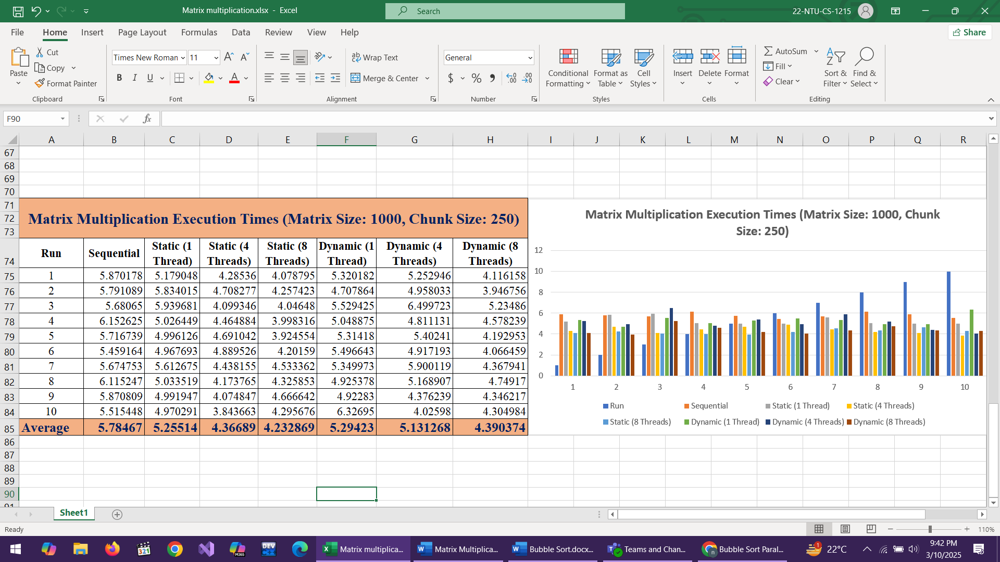 Matrix multiplication.xlsx - Excel
Search
22-NTU-CS-1215
File Home Insert Page Layout Formulas Data Review View Help
Share
Paste
Cut
Copy
Format Painter
Clipboard
Times New Roman 11
B I U
Font
Wrap Text
Merge & Center
Alignment
General
$ % ,
Number
Conditional Formatting
Format as Table
Cell Styles
Styles
Insert Delete Format
Cells
AutoSum
Fill
Clear
Sort & Filter
Find & Select
Editing
F90 fx
A B C D E F G H I J K L M N O P Q R
67
68
69
70
71
72
73
Matrix Multiplication Execution Times (Matrix Size: 1000, Chunk Size: 250)
74 Run Sequential Static (1 Thread) Static (4 Threads) Static (8 Threads) Dynamic (1 Thread) Dynamic (4 Threads) Dynamic (8 Threads)
75 1 5.870178 5.179048 4.28536 4.078795 5.320182 5.252946 4.116158
76 2 5.791089 5.834015 4.708277 4.257423 4.707864 4.958033 3.946756
77 3 5.68065 5.939681 4.099346 4.04648 5.529425 6.499723 5.23486
78 4 6.152625 5.026449 4.464884 3.998316 5.048875 4.811131 4.578239
79 5 5.716739 4.996126 4.691042 3.924554 5.31418 5.40241 4.192953
80 6 5.459164 4.967693 4.889526 4.20159 5.496643 4.917193 4.066459
81 7 5.674753 5.612675 4.438155 4.533362 5.349973 5.900119 4.367941
82 8 6.115247 5.033519 4.173765 4.325853 4.925378 5.168907 4.74917
83 9 5.870809 4.991947 4.074847 4.666642 4.92283 4.376239 4.346217
84 10 5.515448 4.970291 3.843663 4.295676 6.32695 4.02598 4.304984
85 Average 5.78467 5.25514 4.36689 4.232869 5.29423 5.131268 4.390374
86
87
88
89
90
91
Matrix Multiplication Execution Times (Matrix Size: 1000, Chunk
Size: 250)
12
10
8
6
4
2
0
1 2 3 4 5 6 7 8 9 10
Run Sequential Static (1 Thread) Static (4 Threads)
Static (8 Threads) Dynamic (1 Thread) Dynamic (4 Threads) Dynamic (8 Threads)
Sheet1
Ready
110%
321
M365
DEV C++
Matrix multiplica...
Matrix Multiplica...
Bubble Sort.docx...
Teams and Chan...
Bubble Sort Paral...
1
22°C
9:42 PM
3/10/2025